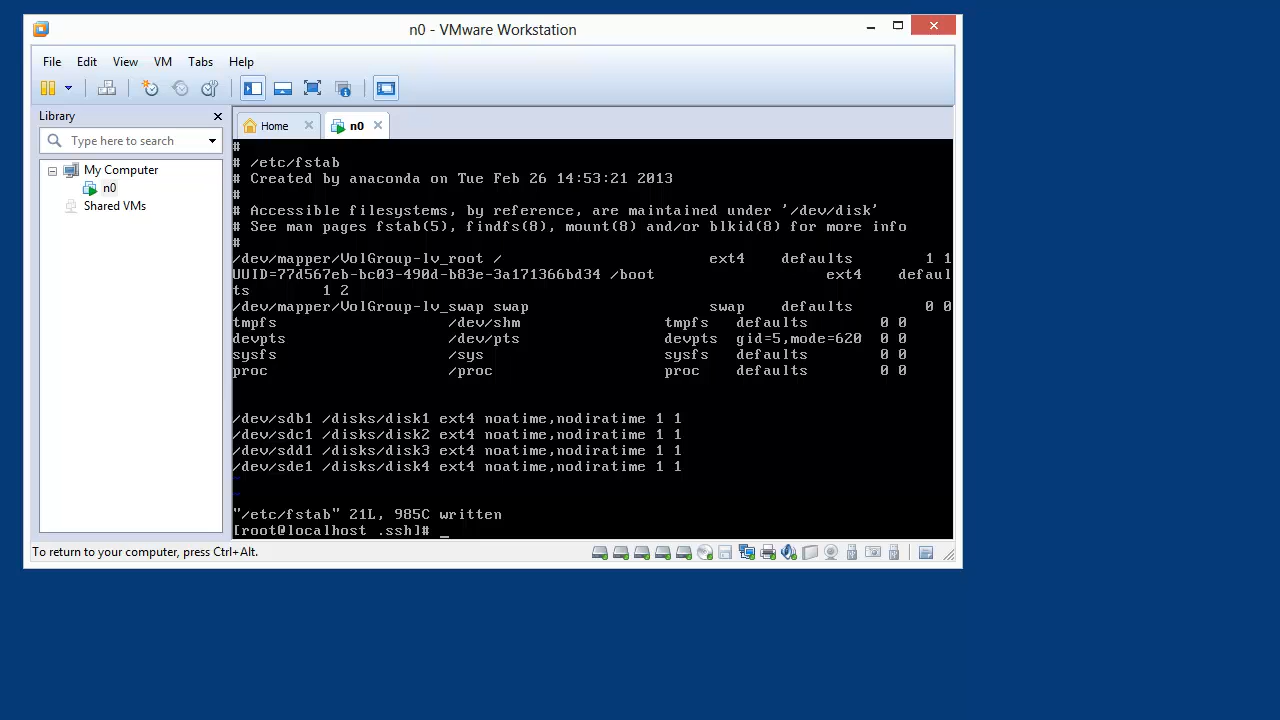 n0 - VMware Workstation
File Edit View VM Tabs Help
Library
Type here to search
My Computer
n0
Shared VMs
Home
n0
#
# /etc/fstab
# Created by anaconda on Tue Feb 26 14:53:21 2013
#
# Accessible filesystems, by reference, are maintained under '/dev/disk'
# See man pages fstab(5), findfs(8), mount(8) and/or blkid(8) for more info
#
/dev/mapper/VolGroup-lv_root / ext4 defaults 1 1
UUID=77d567eb-bc03-490d-b83e-3a171366bd34 /boot ext4 defaul
ts 1 2
/dev/mapper/VolGroup-lv_swap swap swap defaults 0 0
tmpfs /dev/shm tmpfs defaults 0 0
devpts /dev/pts devpts gid=5,mode=620 0 0
sysfs /sys sysfs defaults 0 0
proc /proc proc defaults 0 0
/dev/sdb1 /disks/disk1 ext4 noatime,nodiratime 1 1
/dev/sdc1 /disks/disk2 ext4 noatime,nodiratime 1 1
/dev/sdd1 /disks/disk3 ext4 noatime,nodiratime 1 1
/dev/sde1 /disks/disk4 ext4 noatime,nodiratime 1 1
~
~
"/etc/fstab" 21L, 985C written
[root@localhost .ssh]# _
To return to your computer, press Ctrl+Alt.